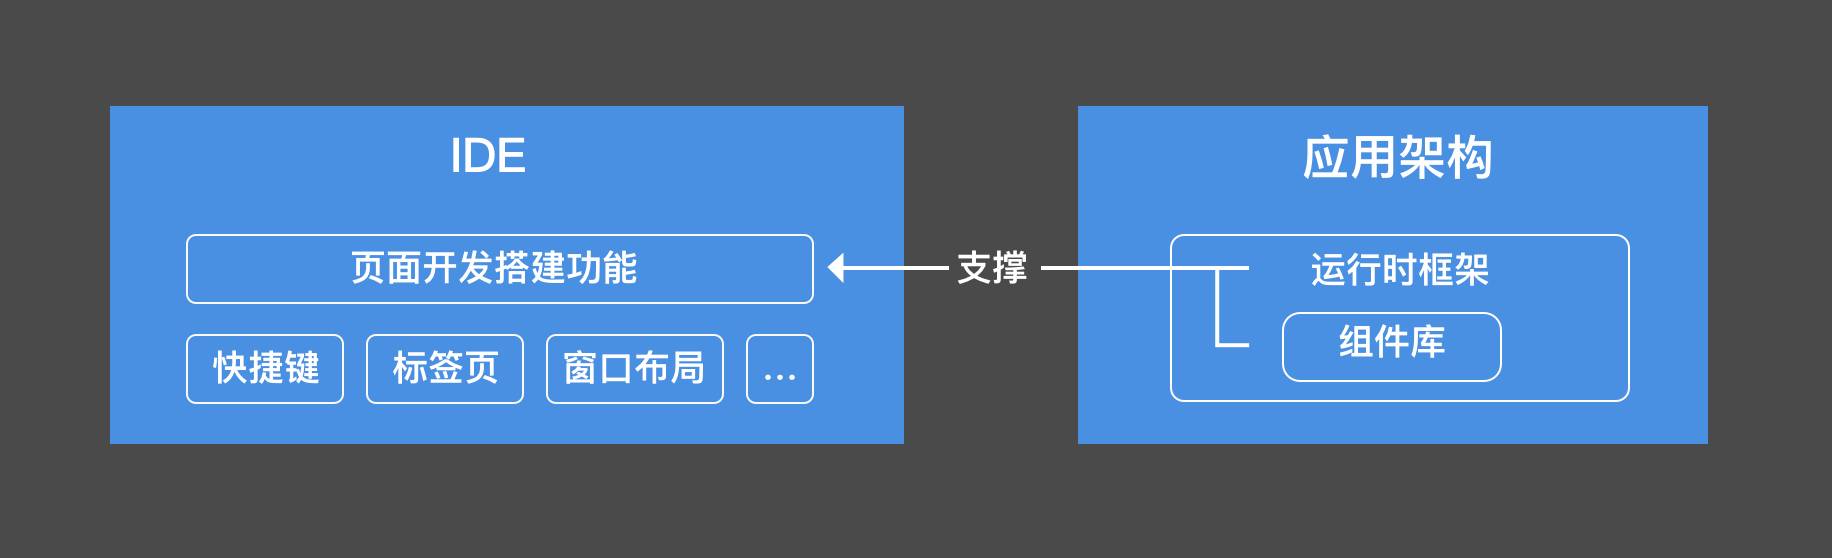 IDE
页面开发搭建功能
快捷键
标签页
窗口布局
...
支撑
应用架构
运行时框架
组件库